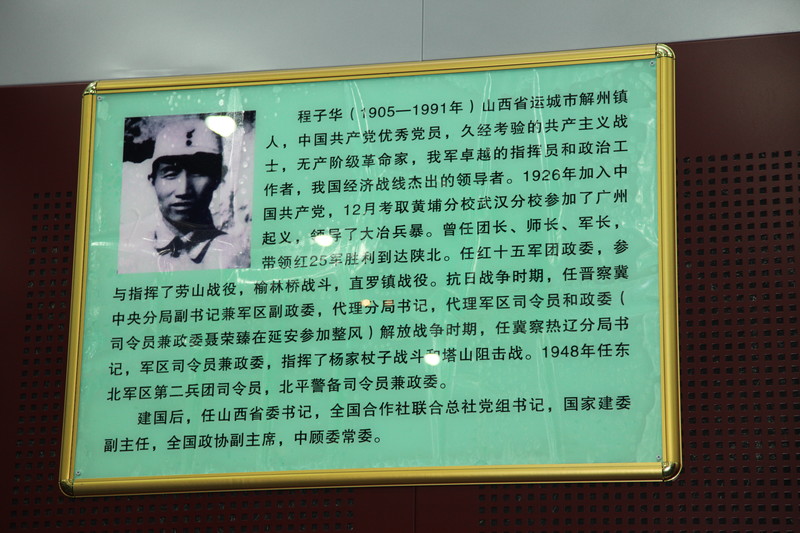 程子华（1905—1991年）山西省运城市解州镇
人，中国共产党优秀党员，久经考验的共产主义战
士，无产阶级革命家，我军卓越的指挥员和政治工
作者，我国经济战线杰出的领导者。1926年加入中
国共产党，12月考取黄埔分校武汉分校参加了广州
起义，领导了大冶兵暴。曾任团长、师长、军长，
带领红25军胜利到达陕北。任红十五军团政委，参
与指挥了劳山战役，榆林桥战斗，直罗镇战役。抗日战争时期，任晋察冀
中央分局副书记兼军区副政委，代理分局书记，代理军区司令员和政委（
司令员兼政委聂荣臻在延安参加整风）解放战争时期，任冀察热辽分局书
记，军区司令员兼政委，指挥了杨家杖子战斗和塔山阻击战。1948年任东
北军区第二兵团司令员，北平警备司令员兼政委。
建国后，任山西省委书记，全国合作社联合总社党组书记，国家建委
副主任，全国政协副主席，中顾委常委。